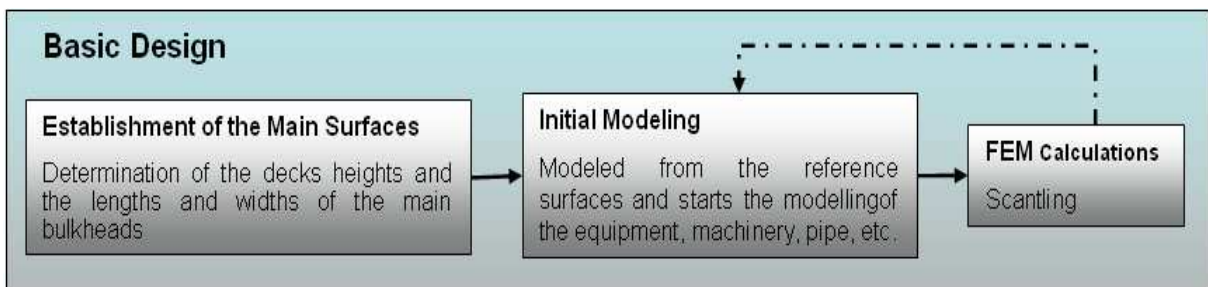 Basic Design
Establishment of the Main Surfaces
Determination of the decks heights and
the lengths and widths of the main
bulkheads
Initial Modeling
Modeled from the reference
surfaces and starts the modellingof
the equipment, machinery, pipe, etc.
FEM Calculations
Scantling